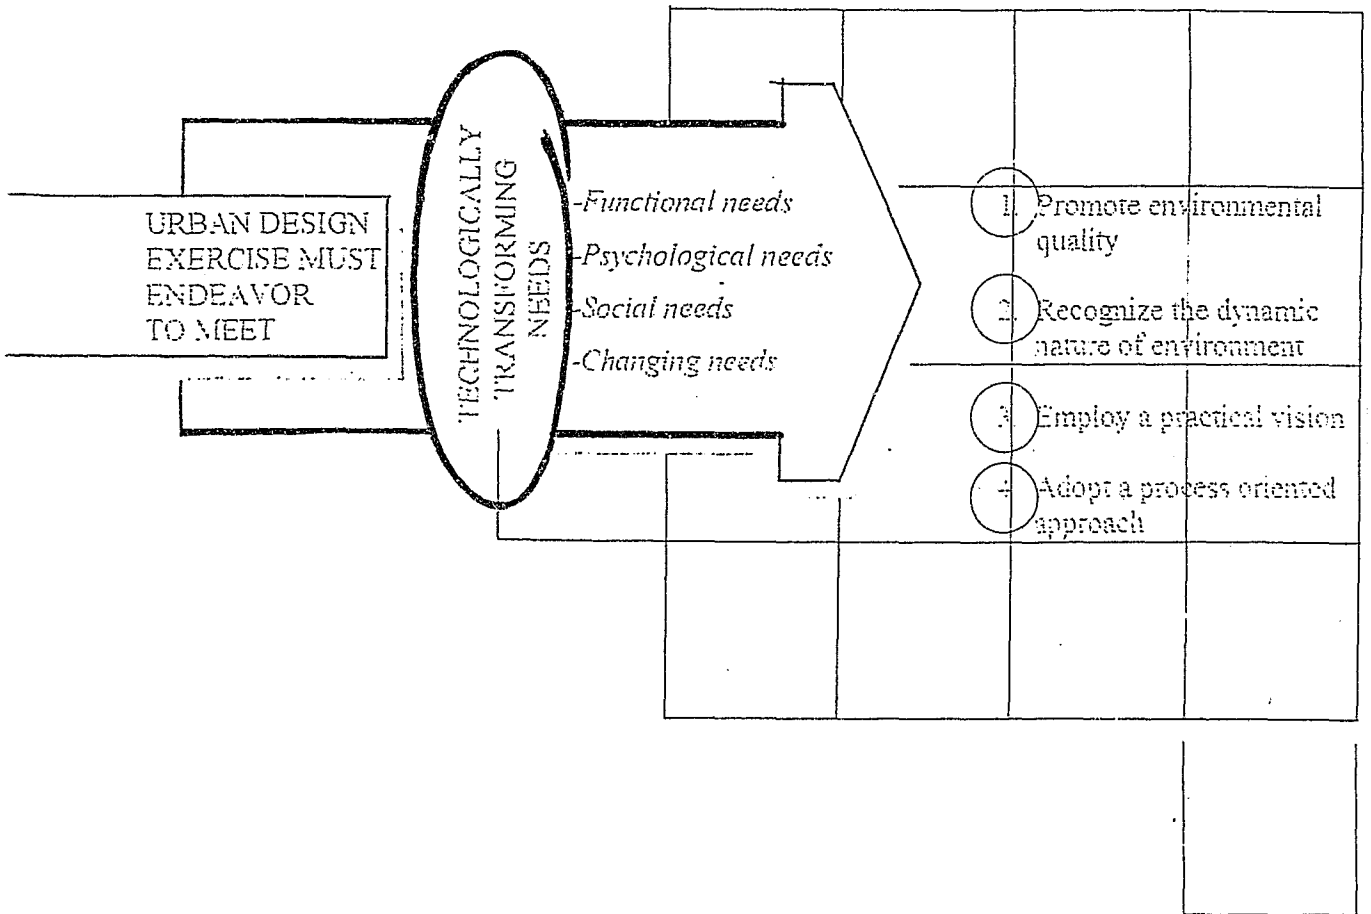 URBAN DESIGN
EXERCISE MUST
ENDEAVOR
TO MEET
TECHNOLOGICALLY
TRANSFORMING
NEEDS
-Functional needs
-Psychological needs
-Social needs
-Changing needs
1. Promote environmental
quality
2. Recognize the dynamic
nature of environment
3. Employ a practical vision
4. Adopt a process oriented
approach